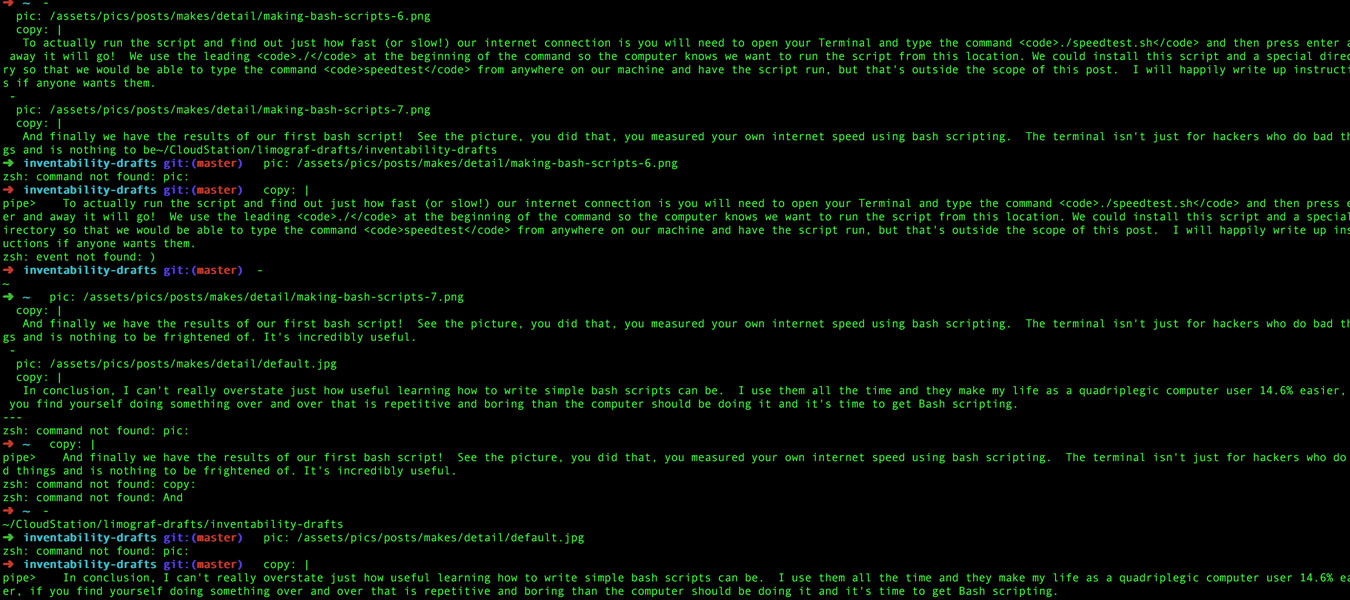 ➜ ~ -
pic: /assets/pics/posts/makes/detail/making-bash-scripts-6.png
copy: |
To actually run the script and find out just how fast (or slow!) our internet connection is you will need to open your Terminal and type the command <code>./speedtest.sh</code> and then press enter
away it will go!  We use the leading <code>./</code> at the beginning of the command so the computer knows we want to run the script from this location. We could install this script and a special direc
ry so that we would be able to type the command <code>speedtest</code> from anywhere on our machine and have the script run, but that's outside the scope of this post.  I will happily write up instructi
s if anyone wants them.
-
pic: /assets/pics/posts/makes/detail/making-bash-scripts-7.png
copy: |
And finally we have the results of our first bash script!  See the picture, you did that, you measured your own internet speed using bash scripting.  The terminal isn't just for hackers who do bad th
gs and is nothing to be~/CloudStation/limograf-drafts/inventability-drafts
➜ inventability-drafts git:(master)   pic: /assets/pics/posts/makes/detail/making-bash-scripts-6.png
zsh: command not found: pic:
➜ inventability-drafts git:(master)   copy: |
pipe>    To actually run the script and find out just how fast (or slow!) our internet connection is you will need to open your Terminal and type the command <code>./speedtest.sh</code> and then press e
er and away it will go!  We use the leading <code>./</code> at the beginning of the command so the computer knows we want to run the script from this location. We could install this script and a special
irectory so that we would be able to type the command <code>speedtest</code> from anywhere on our machine and have the script run, but that's outside the scope of this post.  I will happily write up ins
uctions if anyone wants them.
zsh: event not found: )
➜ inventability-drafts git:(master)  -
~
➜ ~   pic: /assets/pics/posts/makes/detail/making-bash-scripts-7.png
copy: |
And finally we have the results of our first bash script!  See the picture, you did that, you measured your own internet speed using bash scripting.  The terminal isn't just for hackers who do bad th
gs and is nothing to be frightened of. It's incredibly useful.
-
pic: /assets/pics/posts/makes/detail/default.jpg
copy: |
In conclusion, I can't really overstate just how useful learning how to write simple bash scripts can be.  I use them all the time and they make my life as a quadriplegic computer user 14.6% easier,
you find yourself doing something over and over that is repetitive and boring than the computer should be doing it and it's time to get Bash scripting.
---
zsh: command not found: pic:
➜ ~   copy: |
pipe>    And finally we have the results of our first bash script!  See the picture, you did that, you measured your own internet speed using bash scripting.  The terminal isn't just for hackers who do
d things and is nothing to be frightened of. It's incredibly useful.
zsh: command not found: copy:
zsh: command not found: And
➜ ~  -
~/CloudStation/limograf-drafts/inventability-drafts
➜ inventability-drafts git:(master)   pic: /assets/pics/posts/makes/detail/default.jpg
zsh: command not found: pic:
➜ inventability-drafts git:(master)   copy: |
pipe>    In conclusion, I can't really overstate just how useful learning how to write simple bash scripts can be.  I use them all the time and they make my life as a quadriplegic computer user 14.6% ea
er, if you find yourself doing something over and over that is repetitive and boring than the computer should be doing it and it's time to get Bash scripting.